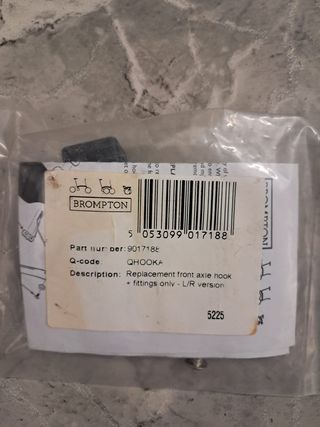 BROMPTON
5 053099 017188
Part number: 9017188
Q-code: QHOOKA
Description: Replacement front axle hook
+ fittings only - L/R version
5225